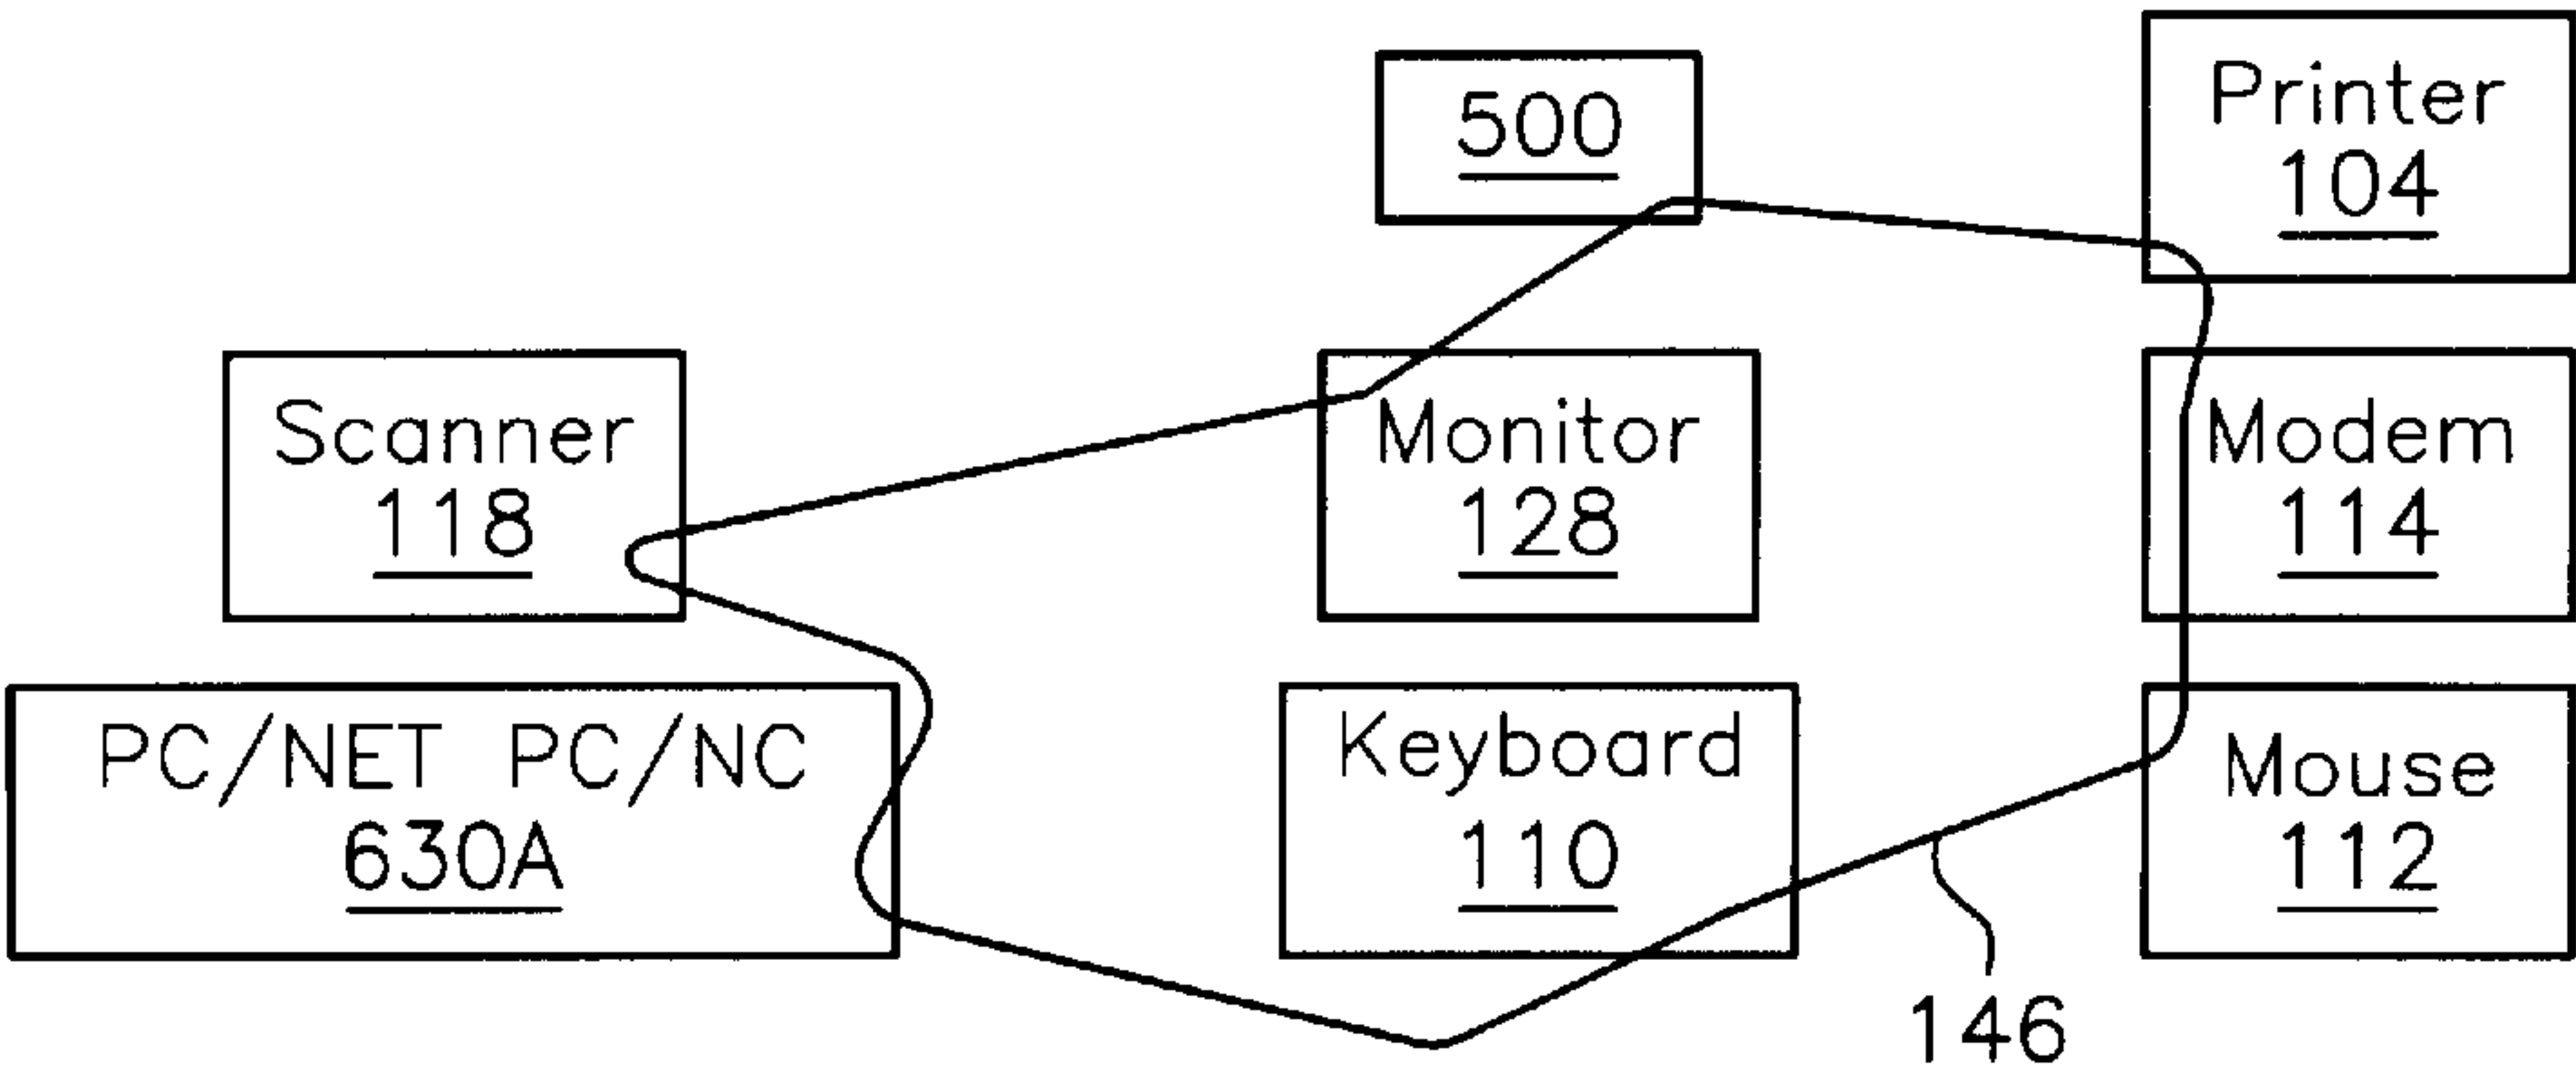 500
Printer
104
Scanner
118
Monitor
128
Modem
114
PC/NET PC/NC
630A
Keyboard
110
Mouse
112
146